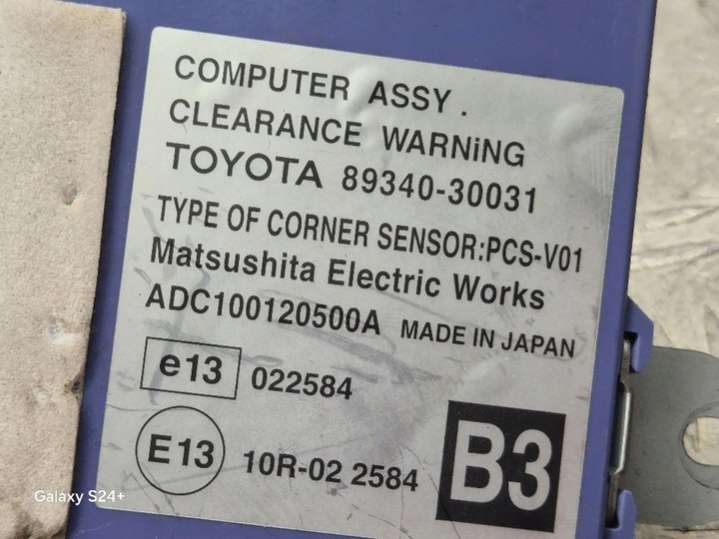 COMPUTER ASSY.
CLEARANCE WARNiNG
TOYOTA 89340-30031
TYPE OF CORNER SENSOR:PCS-V01
Matsushita Electric Works
ADC100120500A MADE IN JAPAN
e13 022584
E13 10R-02 2584
B3
Galaxy S24+